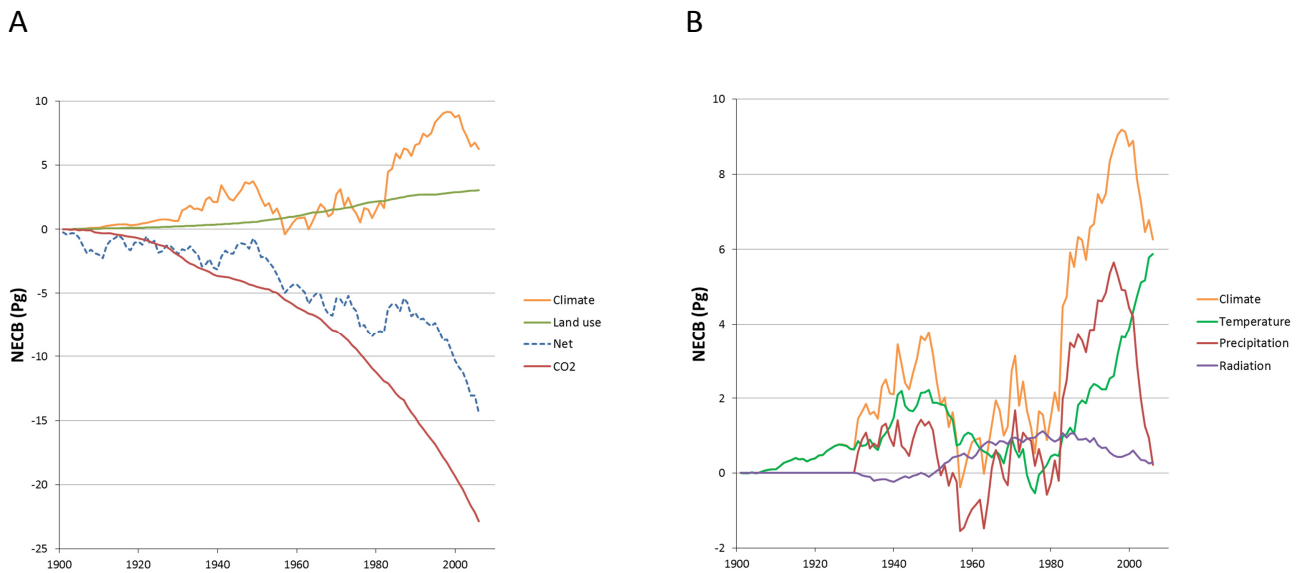 A
B
NECB (Pg)
10
5
0
-5
-10
-15
-20
-25
1900
1920
1940
1960
1980
2000
Climate
Land use
Net
CO2
NECB (Pg)
10
8
6
4
2
0
-2
1900
1920
1940
1960
1980
2000
Climate
Temperature
Precipitation
Radiation